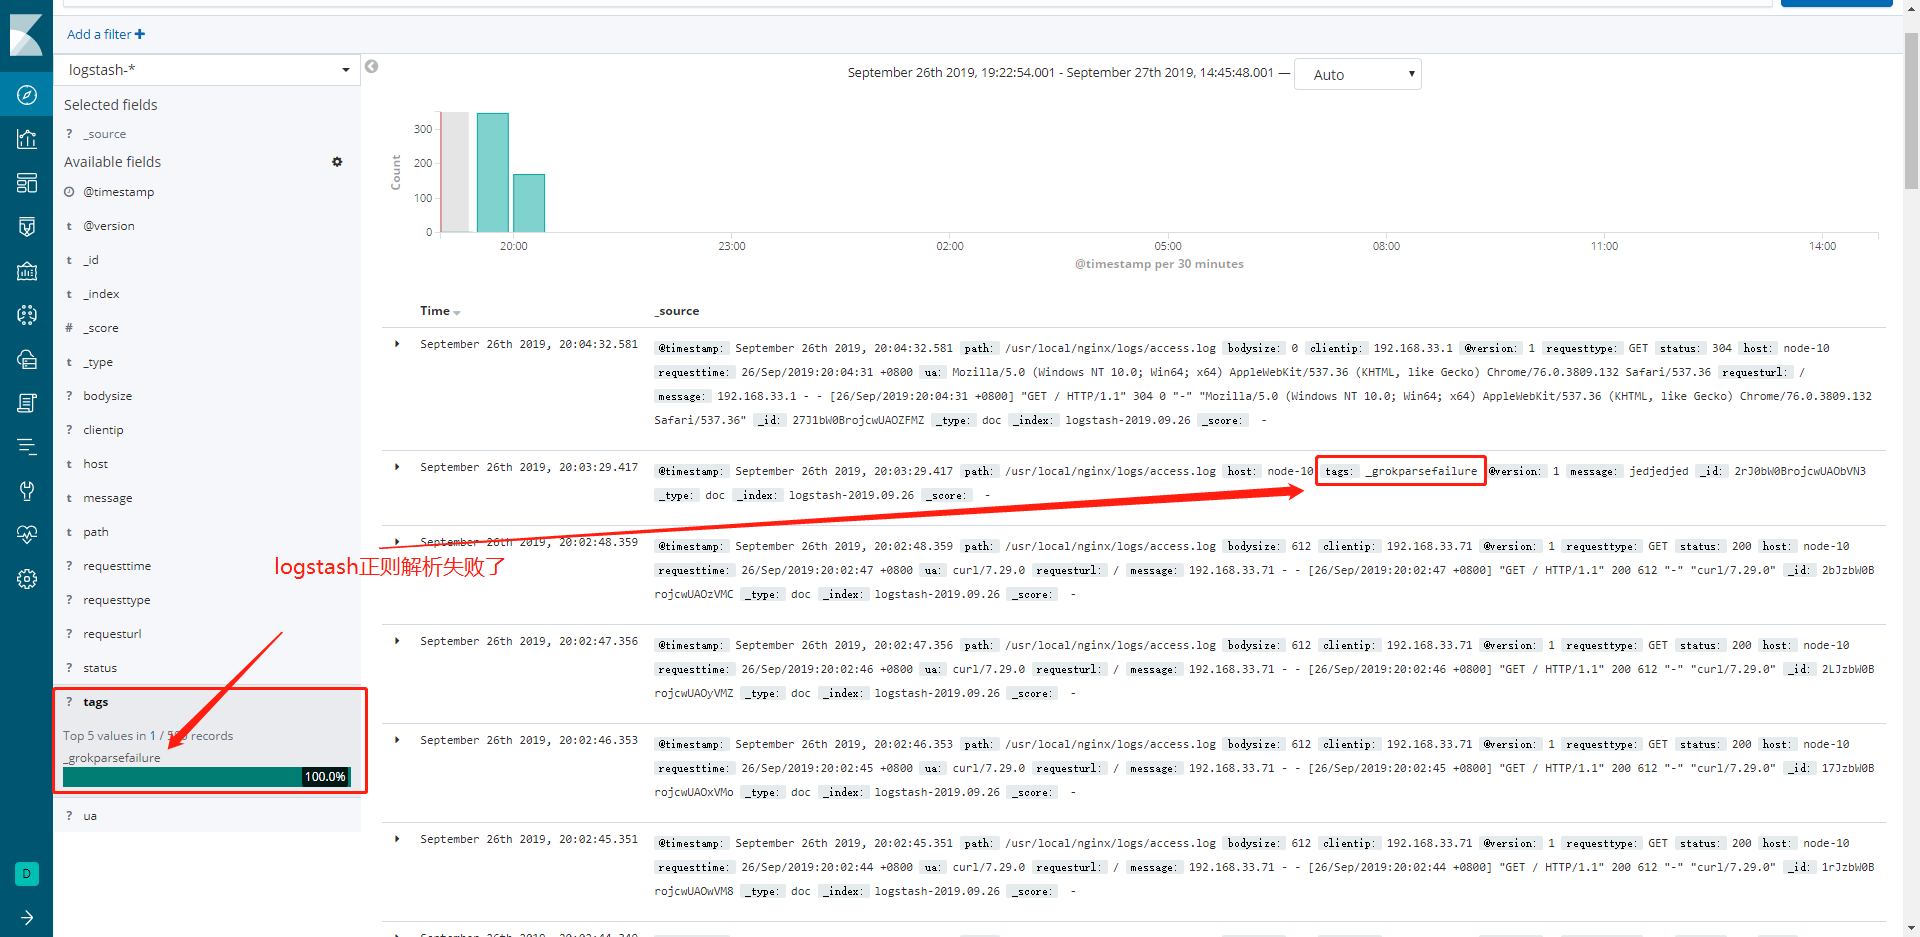 Add a filter +
logstash-*
September 26th 2019, 19:22:54.001 - September 27th 2019, 14:45:48.001 — Auto
Selected fields
? _source
Available fields
@timestamp
t @version
t _id
t _index
# _score
t _type
? bodysize
? clientip
t host
t message
t path
? requesttime
? requesttype
? requesturl
? status
? tags
Top 5 values in 1 / records
_grokparsefailure
100.0%
? ua
D
Count
300
200
100
0
20:00 23:00 02:00 05:00 08:00 11:00 14:00
@timestamp per 30 minutes
Time _source
September 26th 2019, 20:04:32.581
@timestamp: September 26th 2019, 20:04:32.581 path: /usr/local/nginx/logs/access.log bodysize: 0 clientip: 192.168.33.1 @version: 1 requesttype: GET status: 304 host: node-10
requesttime: 26/Sep/2019:20:04:31 +0800 ua: Mozilla/5.0 (Windows NT 10.0; Win64; x64) AppleWebKit/537.36 (KHTML, like Gecko) Chrome/76.0.3809.132 Safari/537.36 requesturl: /
message: 192.168.33.1 - - [26/Sep/2019:20:04:31 +0800] "GET / HTTP/1.1" 304 0 "-" "Mozilla/5.0 (Windows NT 10.0; Win64; x64) AppleWebKit/537.36 (KHTML, like Gecko) Chrome/76.0.3809.132
Safari/537.36" _id: 27J1bW0BrojcwUAOZFMZ _type: doc _index: logstash-2019.09.26 _score: -
September 26th 2019, 20:03:29.417
@timestamp: September 26th 2019, 20:03:29.417 path: /usr/local/nginx/logs/access.log host: node-10 tags: _grokparsefailure @version: 1 message: jedjedjed _id: 2rJ0bW0BrojcwUAObVN3
_type: doc _index: logstash-2019.09.26 _score: -
logstash正则解析失败了
September 26th 2019, 20:02:48.359
@timestamp: September 26th 2019, 20:02:48.359 path: /usr/local/nginx/logs/access.log bodysize: 612 clientip: 192.168.33.71 @version: 1 requesttype: GET status: 200 host: node-10
requesttime: 26/Sep/2019:20:02:47 +0800 ua: curl/7.29.0 requesturl: / message: 192.168.33.71 - - [26/Sep/2019:20:02:47 +0800] "GET / HTTP/1.1" 200 612 "-" "curl/7.29.0" _id: 2bJzbW0B
rojcwUAOzVMC _type: doc _index: logstash-2019.09.26 _score: -
September 26th 2019, 20:02:47.356
@timestamp: September 26th 2019, 20:02:47.356 path: /usr/local/nginx/logs/access.log bodysize: 612 clientip: 192.168.33.71 @version: 1 requesttype: GET status: 200 host: node-10
requesttime: 26/Sep/2019:20:02:46 +0800 ua: curl/7.29.0 requesturl: / message: 192.168.33.71 - - [26/Sep/2019:20:02:46 +0800] "GET / HTTP/1.1" 200 612 "-" "curl/7.29.0" _id: 2LJzbW0B
rojcwUAOyVMZ _type: doc _index: logstash-2019.09.26 _score: -
September 26th 2019, 20:02:46.353
@timestamp: September 26th 2019, 20:02:46.353 path: /usr/local/nginx/logs/access.log bodysize: 612 clientip: 192.168.33.71 @version: 1 requesttype: GET status: 200 host: node-10
requesttime: 26/Sep/2019:20:02:45 +0800 ua: curl/7.29.0 requesturl: / message: 192.168.33.71 - - [26/Sep/2019:20:02:45 +0800] "GET / HTTP/1.1" 200 612 "-" "curl/7.29.0" _id: 17JzbW0B
rojcwUAOxVMo _type: doc _index: logstash-2019.09.26 _score: -
September 26th 2019, 20:02:45.351
@timestamp: September 26th 2019, 20:02:45.351 path: /usr/local/nginx/logs/access.log bodysize: 612 clientip: 192.168.33.71 @version: 1 requesttype: GET status: 200 host: node-10
requesttime: 26/Sep/2019:20:02:44 +0800 ua: curl/7.29.0 requesturl: / message: 192.168.33.71 - - [26/Sep/2019:20:02:44 +0800] "GET / HTTP/1.1" 200 612 "-" "curl/7.29.0" _id: 1rJzbW0B
rojcwUAOwVM8 _type: doc _index: logstash-2019.09.26 _score: -